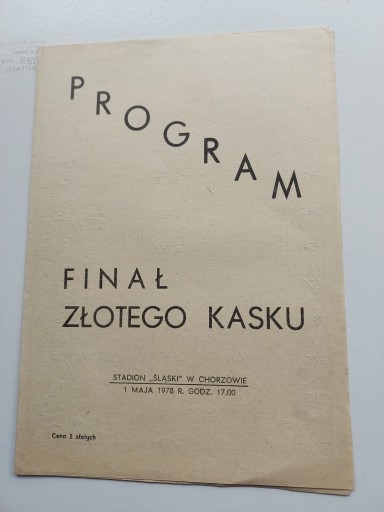 PROGRAM
FINAŁ
ZŁOTEGO KASKU
STADION „ŚLĄSKI" W CHORZOWIE
1 MAJA 1978 R. GODZ. 17,00
Cena 5 złotych